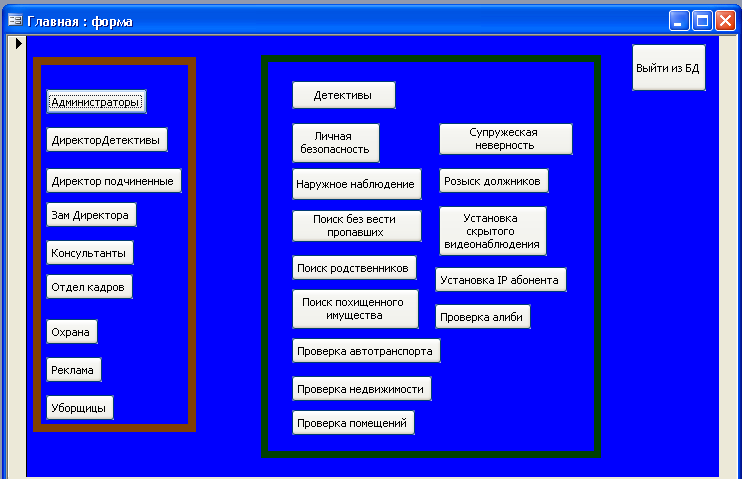 Главная : форма
Выйти из БД
Администраторы
ДиректорДетективы
Директор подчиненные
Зам Директора
Консультанты
Отдел кадров
Охрана
Реклама
Уборщицы
Детективы
Личная
безопасность
Наружное наблюдение
Поиск без вести
пропавших
Поиск родственников
Поиск похищенного
имущества
Проверка автотранспорта
Проверка недвижимости
Проверка помещений
Супружеская
неверность
Розыск должников
Установка
скрытого
видеонаблюдения
Установка IP абонента
Проверка алиби